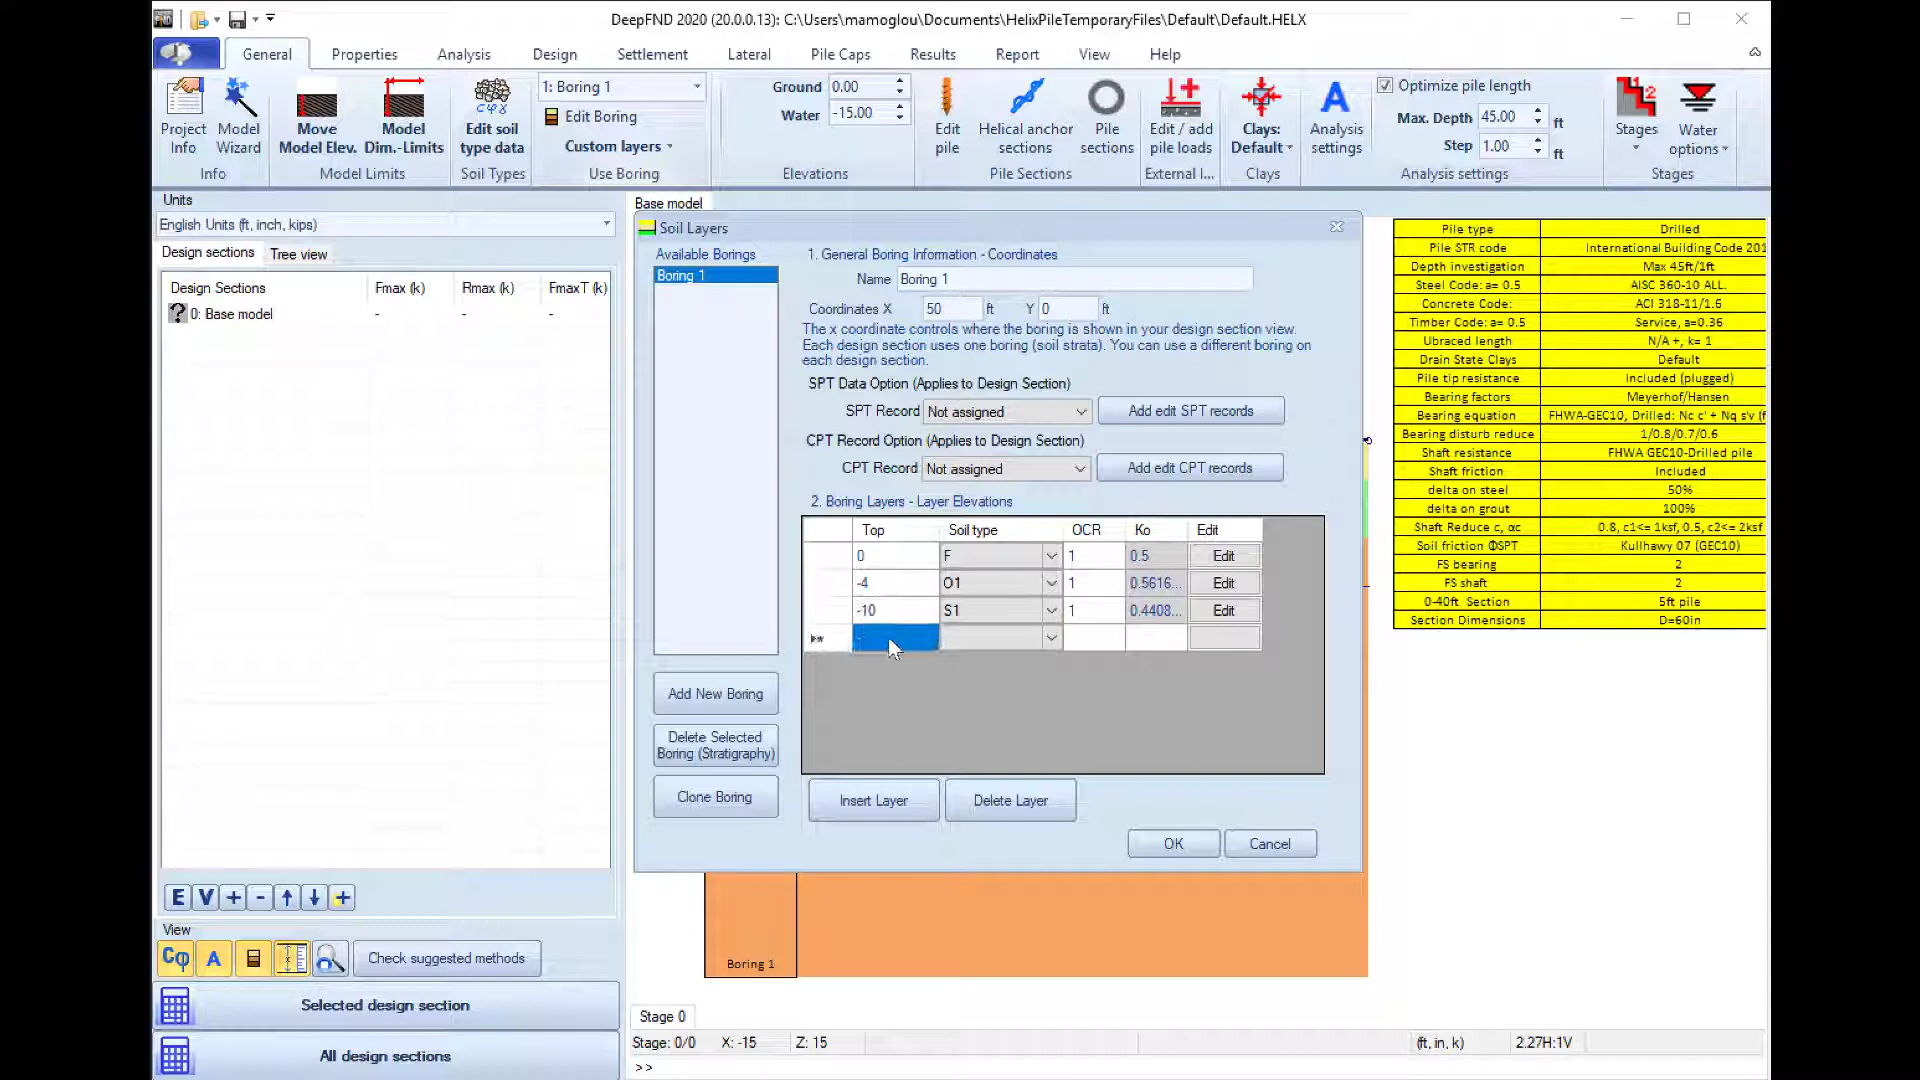 DeepFND 2020 (20.0.0.13): C:\Users\mamoglou\Documents\HelixPileTemporaryFiles\Default\Default.HELX
General Properties Analysis Design Settlement Lateral Pile Caps Results Report View Help
Project Info
Model Wizard
Info
Move Model Elev.
Model Dim.-Limits
Model Limits
Edit soil type data
Soil Types
1: Boring 1
Edit Boring
Custom layers
Use Boring
Ground 0.00
Water -15.00
Elevations
Edit pile
Helical anchor sections
Pile sections
Pile Sections
Edit / add pile loads
External l...
Clays: Default
Clays
Analysis settings
Optimize pile length
Max. Depth 45.00 ft
Step 1.00 ft
Analysis settings
Stages
Water options
Stages
Units
English Units (ft, inch, kips)
Design sections Tree view
Design Sections Fmax (k) Rmax (k) FmaxT (k)
0: Base model - - -
E V + -
View
Cφ A
Check suggested methods
Selected design section
All design sections
Base model
Soil Layers
Available Borings
Boring 1
Add New Boring
Delete Selected Boring (Stratigraphy)
Clone Boring
1. General Boring Information - Coordinates
Name Boring 1
Coordinates X 50 ft Y 0 ft
The x coordinate controls where the boring is shown in your design section view.
Each design section uses one boring (soil strata). You can use a different boring on
each design section.
SPT Data Option (Applies to Design Section)
SPT Record Not assigned Add edit SPT records
CPT Record Option (Applies to Design Section)
CPT Record Not assigned Add edit CPT records
2. Boring Layers - Layer Elevations
Top Soil type OCR Ko Edit
0 F 1 0.5 Edit
-4 O1 1 0.5616... Edit
-10 S1 1 0.4408... Edit
Insert Layer Delete Layer
OK Cancel
Pile type Drilled
Pile STR code International Building Code 201
Depth investigation Max 45ft/1ft
Steel Code: a= 0.5 AISC 360-10 ALL.
Concrete Code: ACI 318-11/1.6
Timber Code: a= 0.5 Service, a=0.36
Ubraced length N/A +, k= 1
Drain State Clays Default
Pile tip resistance Included (plugged)
Bearing factors Meyerhof/Hansen
Bearing equation FHWA-GEC10, Drilled: Nc c' + Nq s'v (f
Bearing disturb reduce 1/0.8/0.7/0.6
Shaft resistance FHWA GEC10-Drilled pile
Shaft friction Included
delta on steel 50%
delta on grout 100%
Shaft Reduce c, αc 0.8, c1<= 1ksf, 0.5, c2<= 2ksf
Soil friction ΦSPT Kullhawy 07 (GEC10)
FS bearing 2
FS shaft 2
0-40ft Section 5ft pile
Section Dimensions D=60in
Boring 1
Stage 0
Stage: 0/0 X: -15 Z: 15 (ft, in, k) 2.27H:1V
>>